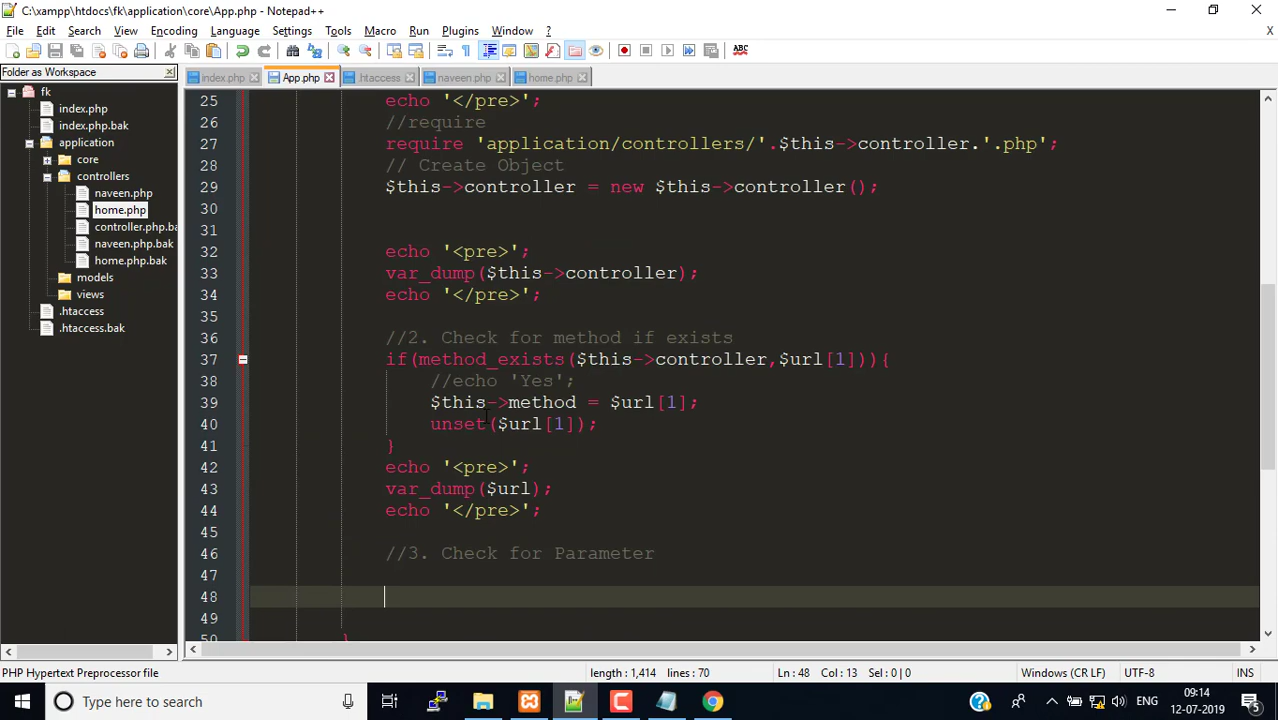 C:\xampp\htdocs\fk\application\core\App.php - Notepad++
File Edit Search View Encoding Language Settings Tools Macro Run Plugins Window ?
ABC
Folder as Workspace
fk
index.php
index.php.bak
application
core
controllers
naveen.php
home.php
controller.php.ba
naveen.php.bak
home.php.bak
models
views
.htaccess
.htaccess.bak
index.php App.php .htaccess naveen.php home.php
25 echo '</pre>';
26 //require
27 require 'application/controllers/'.$this->controller.'.php';
28 // Create Object
29 $this->controller = new $this->controller();
30
31
32 echo '<pre>';
33 var_dump($this->controller);
34 echo '</pre>';
35
36 //2. Check for method if exists
37 if(method_exists($this->controller,$url[1])){
38 //echo 'Yes';
39 $this->method = $url[1];
40 unset($url[1]);
41 }
42 echo '<pre>';
43 var_dump($url);
44 echo '</pre>';
45
46 //3. Check for Parameter
47
48
49
50 }
PHP Hypertext Preprocessor file length : 1,414 lines : 70 Ln : 48 Col : 13 Sel : 0 | 0 Windows (CR LF) UTF-8 INS
Type here to search
ENG
09:14
12-07-2019
5